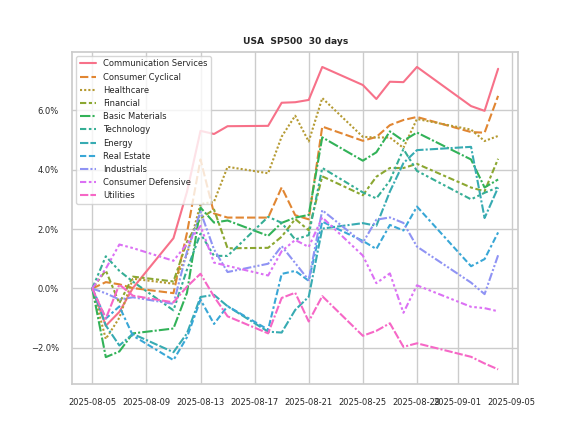 USA  SP500  30 days
Communication Services
Consumer Cyclical
Healthcare
Financial
Basic Materials
Technology
Energy
Real Estate
Industrials
Consumer Defensive
Utilities
6.0%
4.0%
2.0%
0.0%
−2.0%
2025-08-05 2025-08-09 2025-08-13 2025-08-17 2025-08-21 2025-08-25 2025-08-29 2025-09-01 2025-09-05